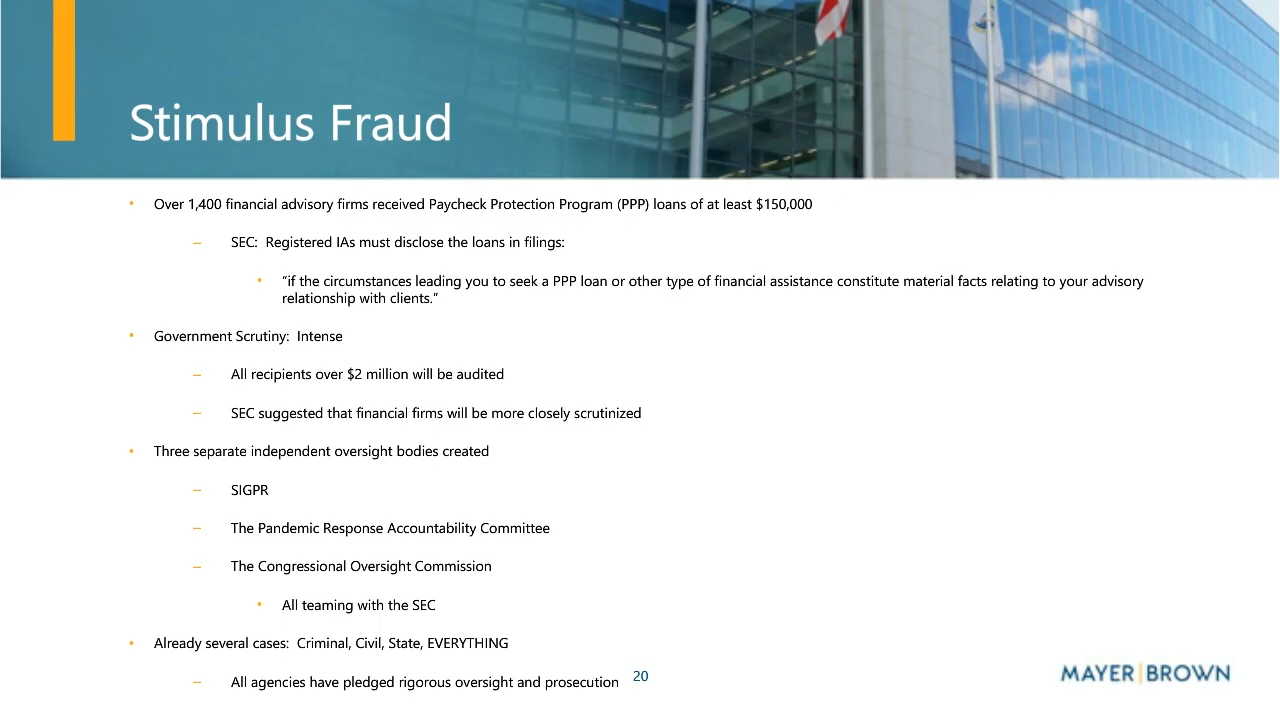 Stimulus Fraud
• Over 1,400 financial advisory firms received Paycheck Protection Program (PPP) loans of at least $150,000
– SEC: Registered IAs must disclose the loans in filings:
• “if the circumstances leading you to seek a PPP loan or other type of financial assistance constitute material facts relating to your advisory
relationship with clients.”
• Government Scrutiny: Intense
– All recipients over $2 million will be audited
– SEC suggested that financial firms will be more closely scrutinized
• Three separate independent oversight bodies created
– SIGPR
– The Pandemic Response Accountability Committee
– The Congressional Oversight Commission
• All teaming with the SEC
• Already several cases: Criminal, Civil, State, EVERYTHING
– All agencies have pledged rigorous oversight and prosecution
20
MAYER | BROWN